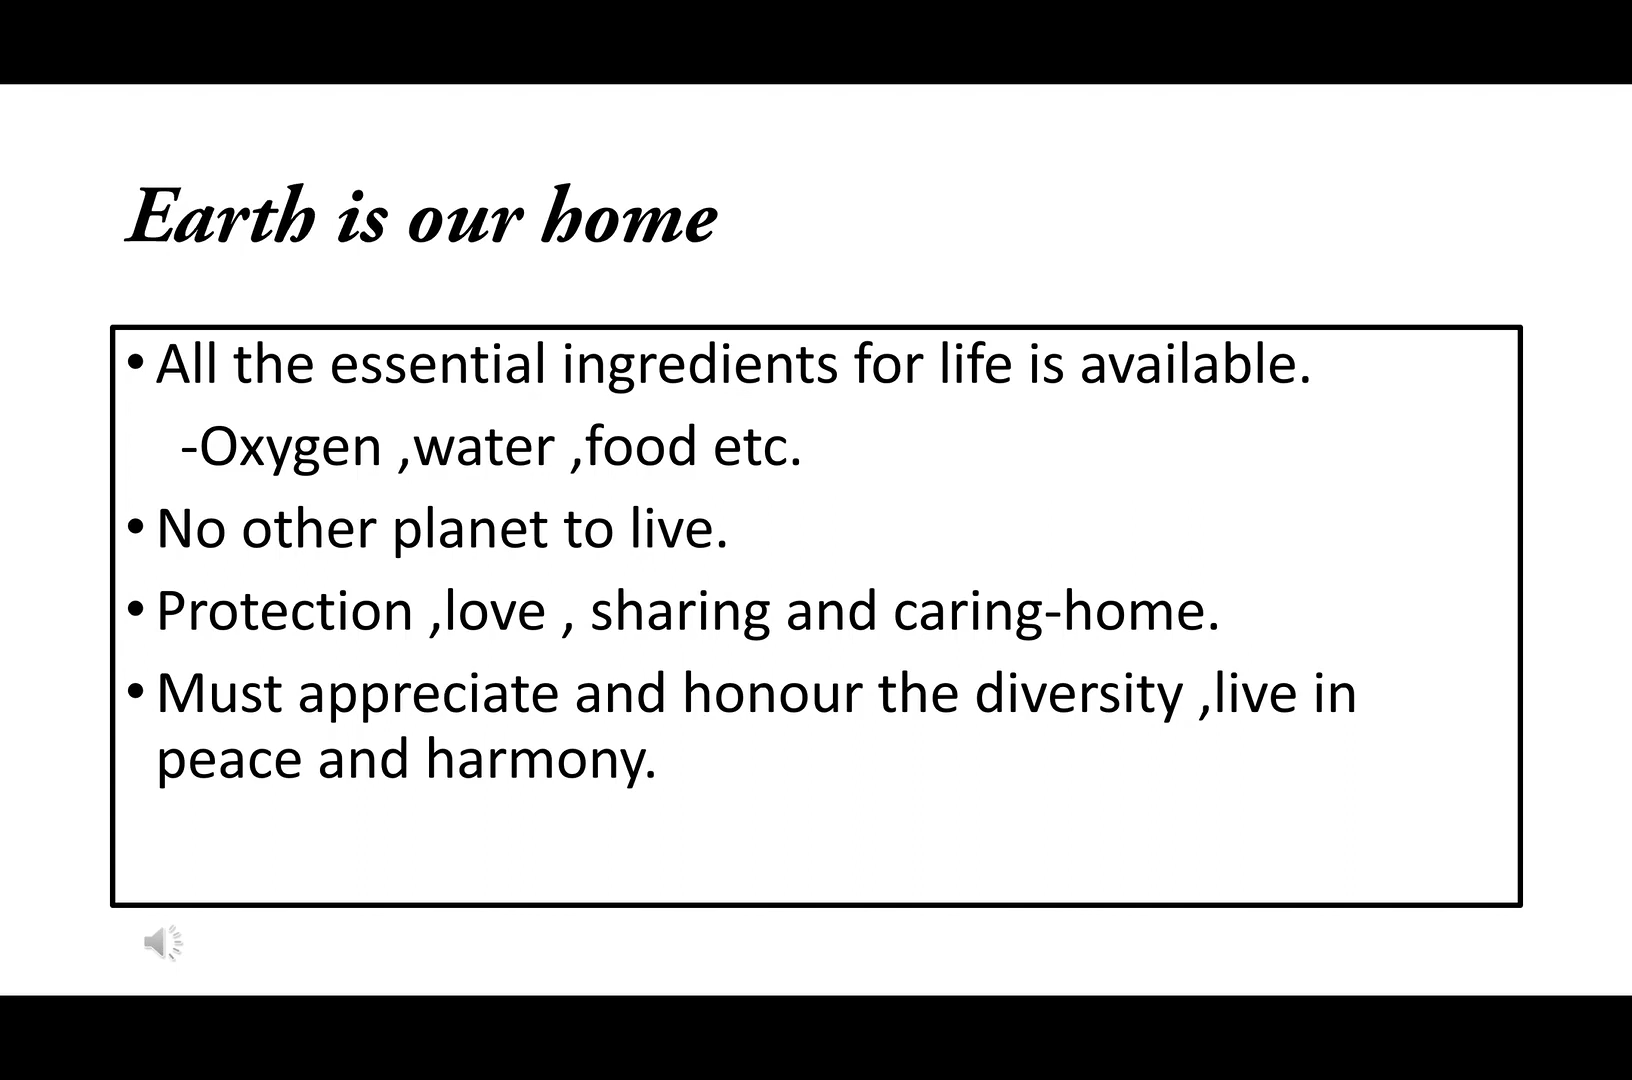 Earth is our home
• All the essential ingredients for life is available.
-Oxygen ,water ,food etc.
• No other planet to live.
• Protection ,love , sharing and caring-home.
• Must appreciate and honour the diversity ,live in
peace and harmony.